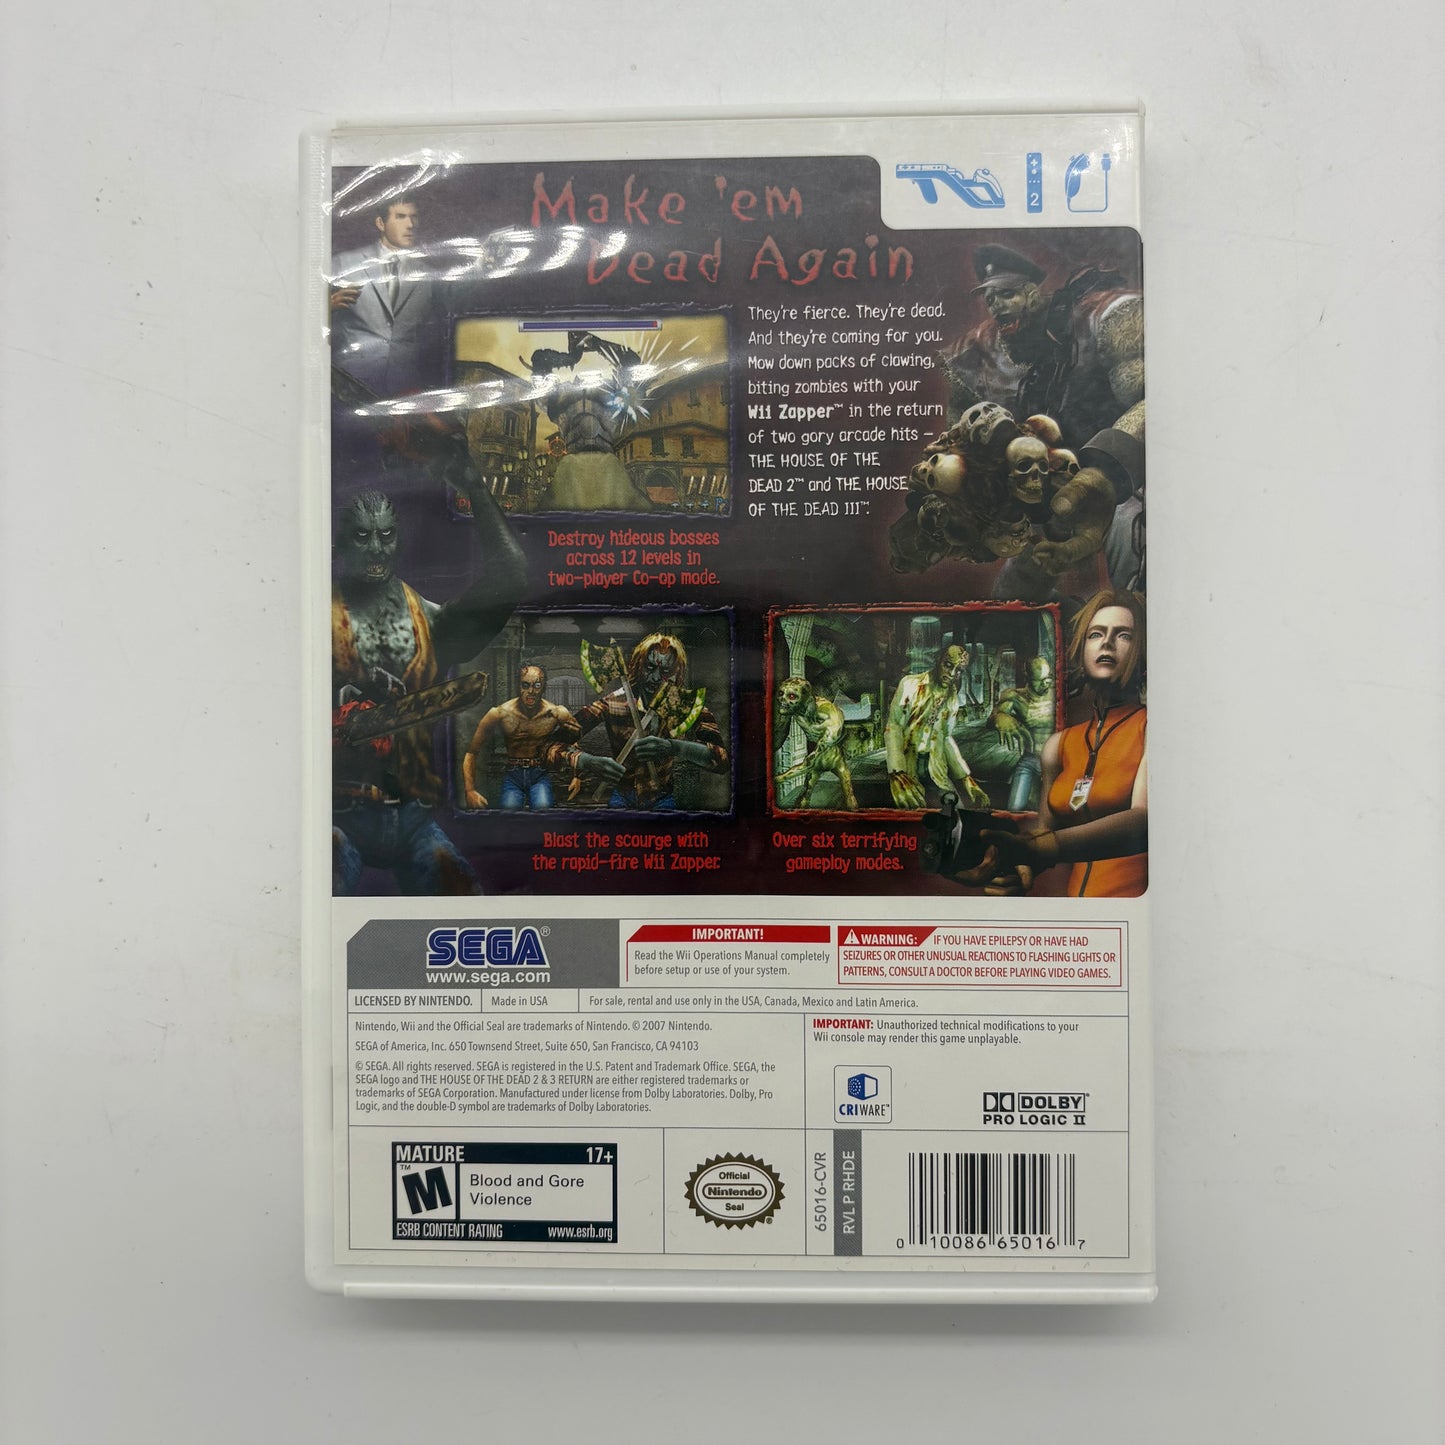 Make 'em
Dead Again
2
They're fierce. They're dead.
And they're coming for you.
Mow down packs of clawing,
biting zombies with your
Wii Zapper™ in the return
of two gory arcade hits –
THE HOUSE OF THE
DEAD 2™ and THE HOUSE
OF THE DEAD III™.
Destroy hideous bosses
across 12 levels in
two-player Co-op mode.
Blast the scourge with
the rapid-fire Wii Zapper.
Over six terrifying
gameplay modes.
SEGA®
www.sega.com
IMPORTANT!
Read the Wii Operations Manual completely
before setup or use of your system.
WARNING: IF YOU HAVE EPILEPSY OR HAVE HAD
SEIZURES OR OTHER UNUSUAL REACTIONS TO FLASHING LIGHTS OR
PATTERNS, CONSULT A DOCTOR BEFORE PLAYING VIDEO GAMES.
LICENSED BY NINTENDO.
Made in USA
For sale, rental and use only in the USA, Canada, Mexico and Latin America.
Nintendo, Wii and the Official Seal are trademarks of Nintendo. © 2007 Nintendo.
SEGA of America, Inc. 650 Townsend Street, Suite 650, San Francisco, CA 94103
© SEGA. All rights reserved. SEGA is registered in the U.S. Patent and Trademark Office. SEGA, the
SEGA logo and THE HOUSE OF THE DEAD 2 & 3 RETURN are either registered trademarks or
trademarks of SEGA Corporation. Manufactured under license from Dolby Laboratories. Dolby, Pro
Logic, and the double-D symbol are trademarks of Dolby Laboratories.
IMPORTANT: Unauthorized technical modifications to your
Wii console may render this game unplayable.
CRIWARE™
DOLBY®
PRO LOGIC II
MATURE 17+
M™
Blood and Gore
Violence
ESRB CONTENT RATING www.esrb.org
Official
Nintendo
Seal
®
65016-CVR
RVL P RHDE
0 10086 65016 7